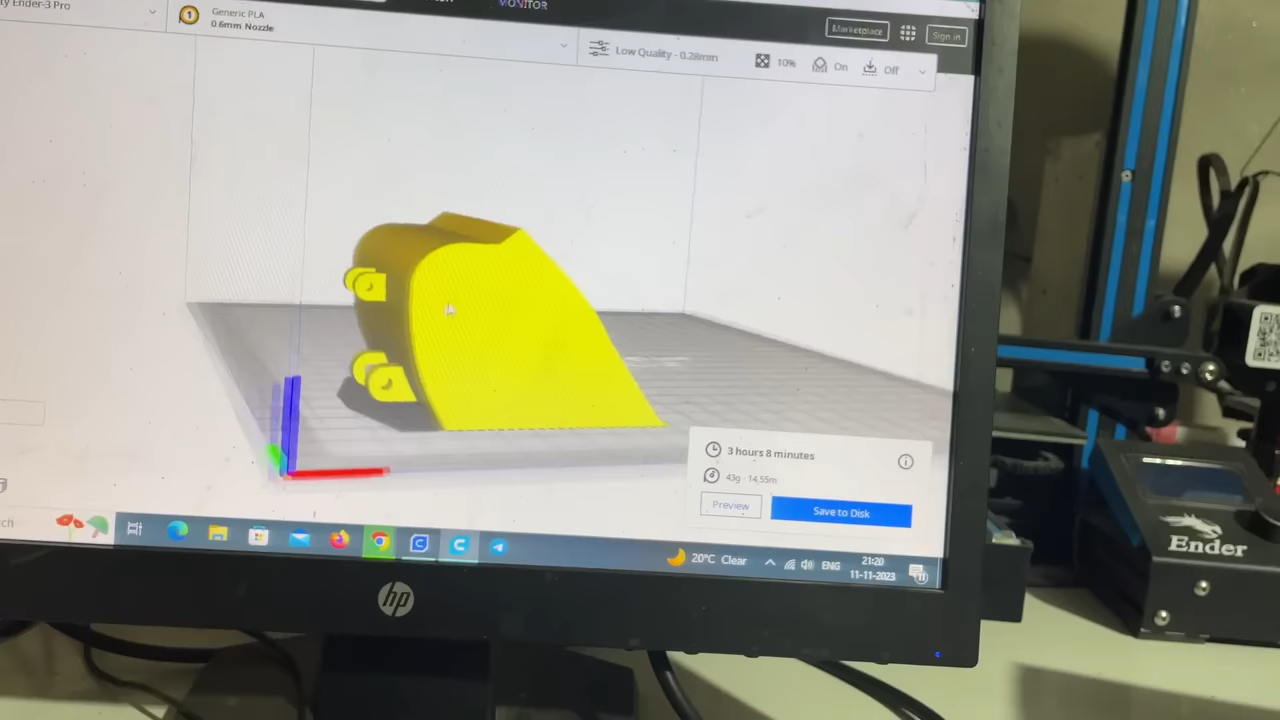 Ender-3 Pro
MONITOR
1
Generic PLA
0.6mm Nozzle
Marketplace
Sign in
Low Quality - 0.28mm
10%
On
Off
3 hours 8 minutes
43g · 14.55m
Preview
Save to Disk
20°C Clear
ENG
21:20
11-11-2023
hp
Ender